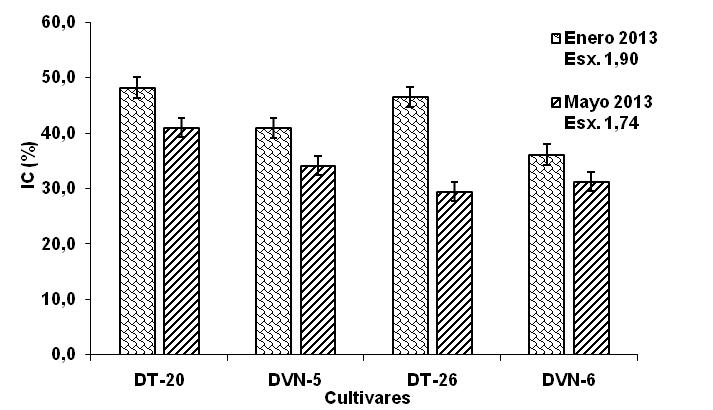 60,0
50,0
40,0
30,0
20,0
10,0
0,0
IC (%)
Enero 2013
Esx. 1,90
Mayo 2013
Esx. 1,74
DT-20
DVN-5
DT-26
DVN-6
Cultivares